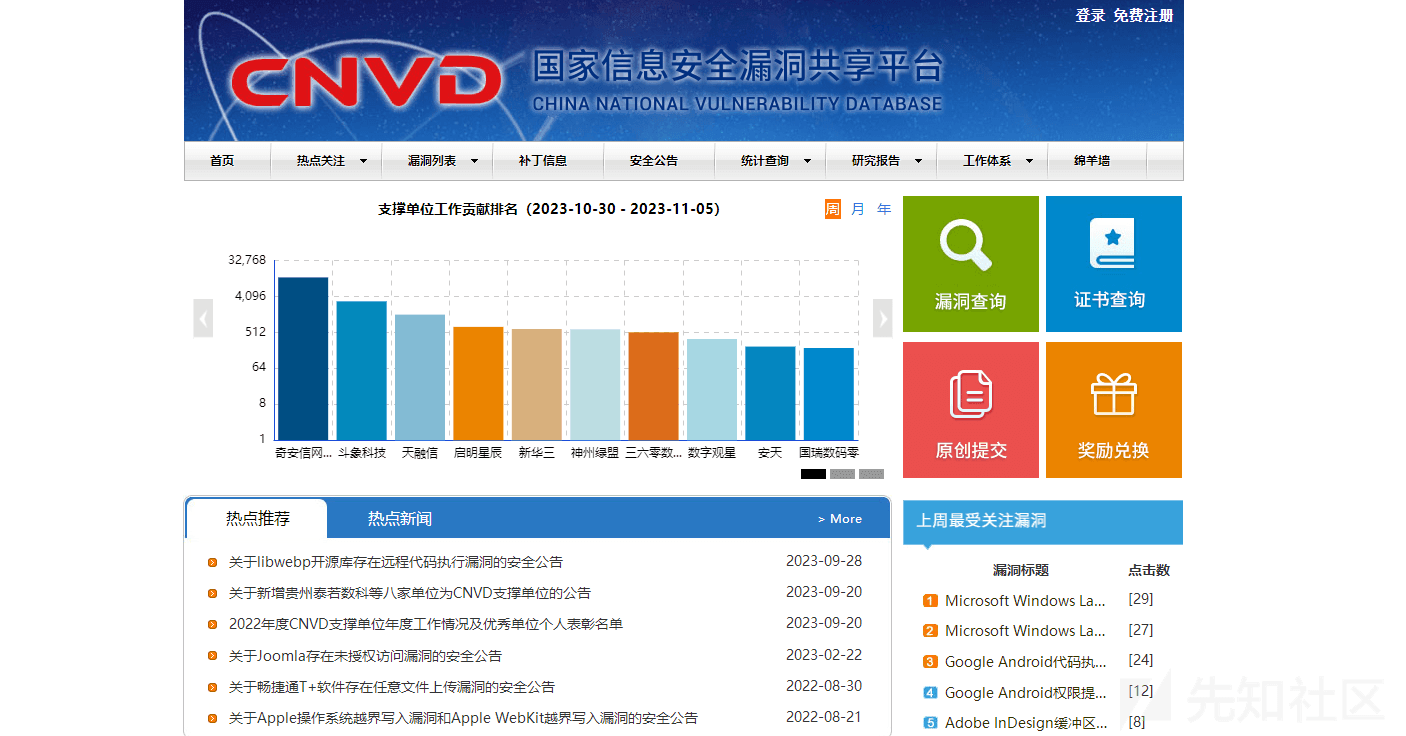 登录 免费注册
CNVD
国家信息安全漏洞共享平台
CHINA NATIONAL VULNERABILITY DATABASE
首页 热点关注 漏洞列表 补丁信息 安全公告 统计查询 研究报告 工作体系 绵羊墙
支撑单位工作贡献排名（2023-10-30 - 2023-11-05）
周 月 年
32,768
4,096
512
64
8
1
奇安信网... 斗象科技 天融信 启明星辰 新华三 神州绿盟 三六零数... 数字观星 安天 国瑞数码零
漏洞查询
证书查询
原创提交
奖励兑换
热点推荐 热点新闻 > More
关于libwebp开源库存在远程代码执行漏洞的安全公告 2023-09-28
关于新增贵州泰若数科等八家单位为CNVD支撑单位的公告 2023-09-20
2022年度CNVD支撑单位年度工作情况及优秀单位个人表彰名单 2023-09-20
关于Joomla存在未授权访问漏洞的安全公告 2023-02-22
关于畅捷通T+软件存在任意文件上传漏洞的安全公告 2022-08-30
关于Apple操作系统越界写入漏洞和Apple WebKit越界写入漏洞的安全公告 2022-08-21
上周最受关注漏洞
漏洞标题 点击数
1 Microsoft Windows La... [29]
2 Microsoft Windows La... [27]
3 Google Android代码执... [24]
4 Google Android权限提... [12]
5 Adobe InDesign缓冲区... [8]
先知社区